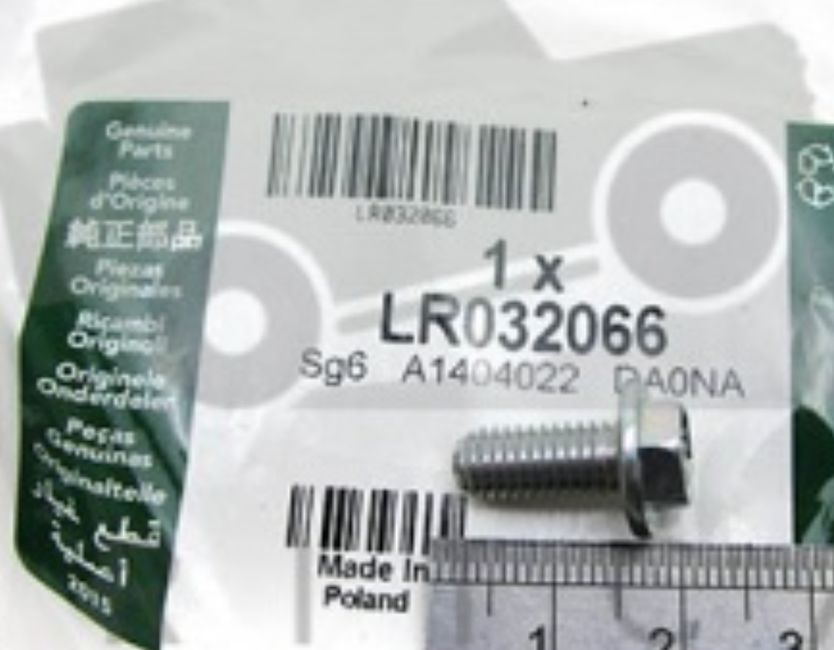 Genuine
Parts
Pièces
d'Origine
純正部品
Piezas
Originales
Ricambi
Originali
Originele
Onderdelen
Peças
Genuínas
Originalteile
قطع غيار
أصلية
2015
LR032066
1 x
LR032066
Sg6 A1404022 DA0NA
Made In
Poland
1 2 3